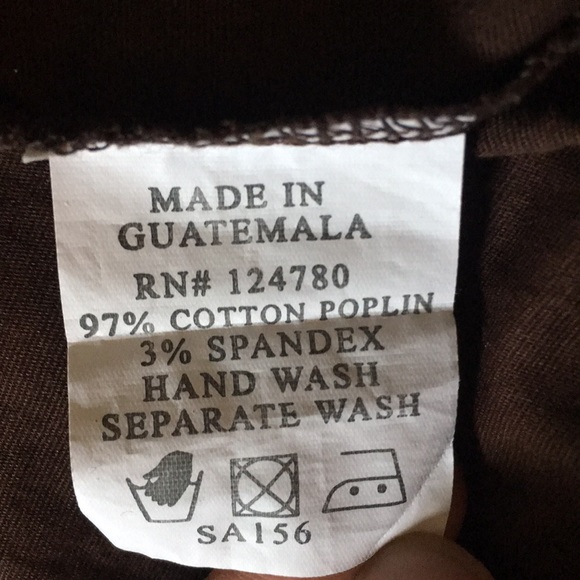 MADE IN
GUATEMALA
RN# 124780
97% COTTON POPLIN
3% SPANDEX
HAND WASH
SEPARATE WASH
SA156